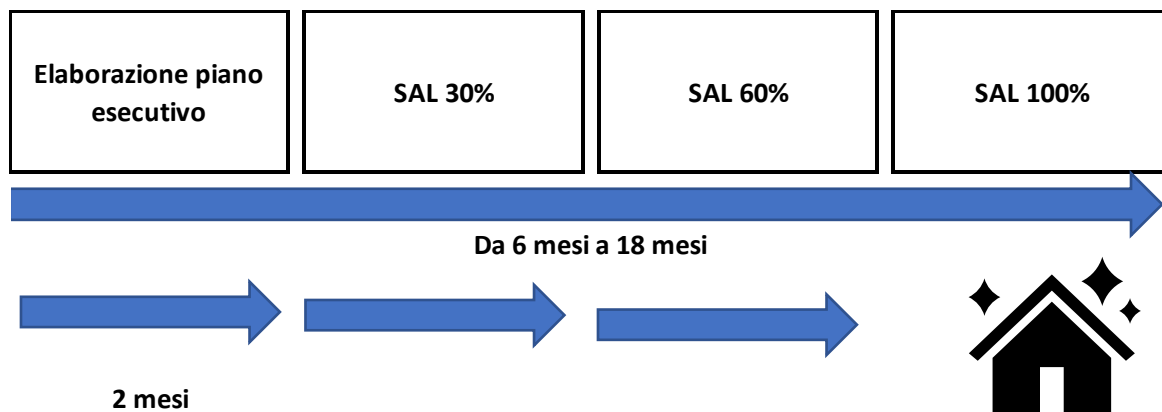 Elaborazione piano
esecutivo
SAL 30%
SAL 60%
SAL 100%
Da 6 mesi a 18 mesi
2 mesi